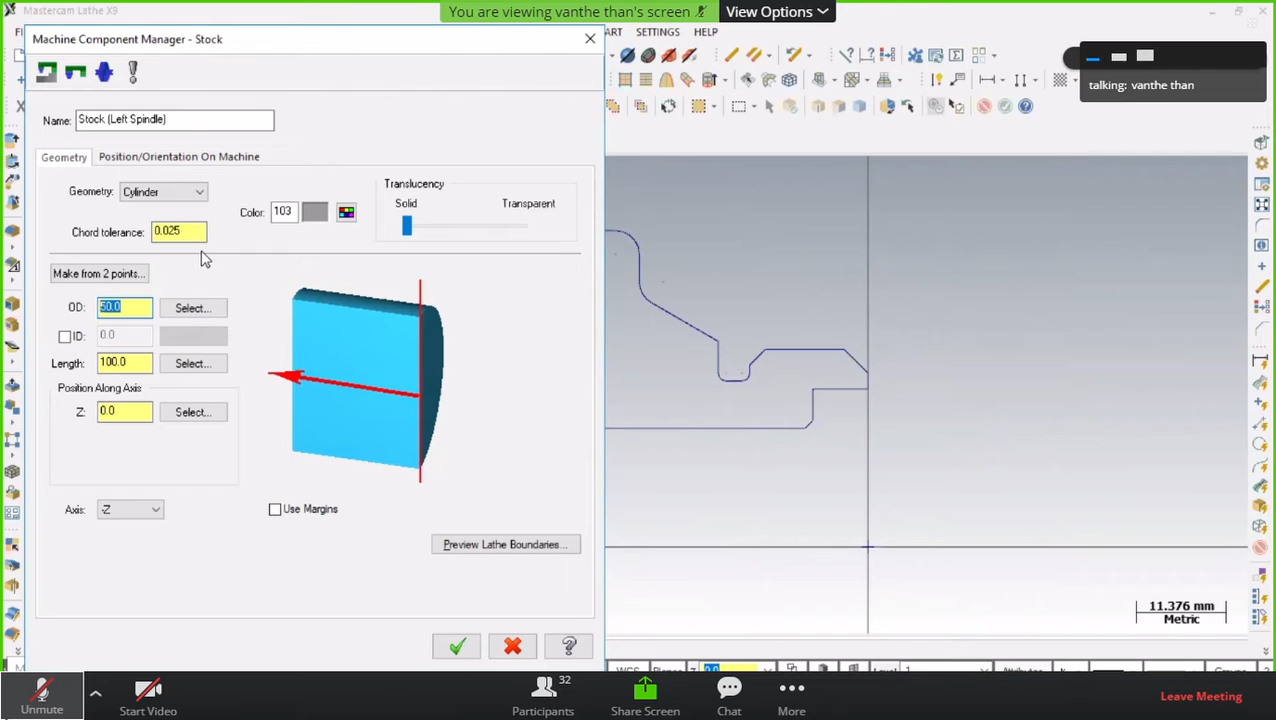 Mastercam Lathe X9
You are viewing vanthe than's screen
View Options
ART SETTINGS HELP
Machine Component Manager - Stock
talking: vanthe than
Name: Stock (Left Spindle)
Geometry Position/Orientation On Machine
Geometry: Cylinder
Color: 103
Translucency
Solid Transparent
Chord tolerance: 0.025
Make from 2 points...
OD: 50.0 Select...
ID: 0.0
Length: 100.0 Select...
Position Along Axis
Z: 0.0 Select...
Axis: -Z
Use Margins
Preview Lathe Boundaries...
11.376 mm
Metric
Unmute
Start Video
32
Participants
Share Screen
Chat
More
Leave Meeting